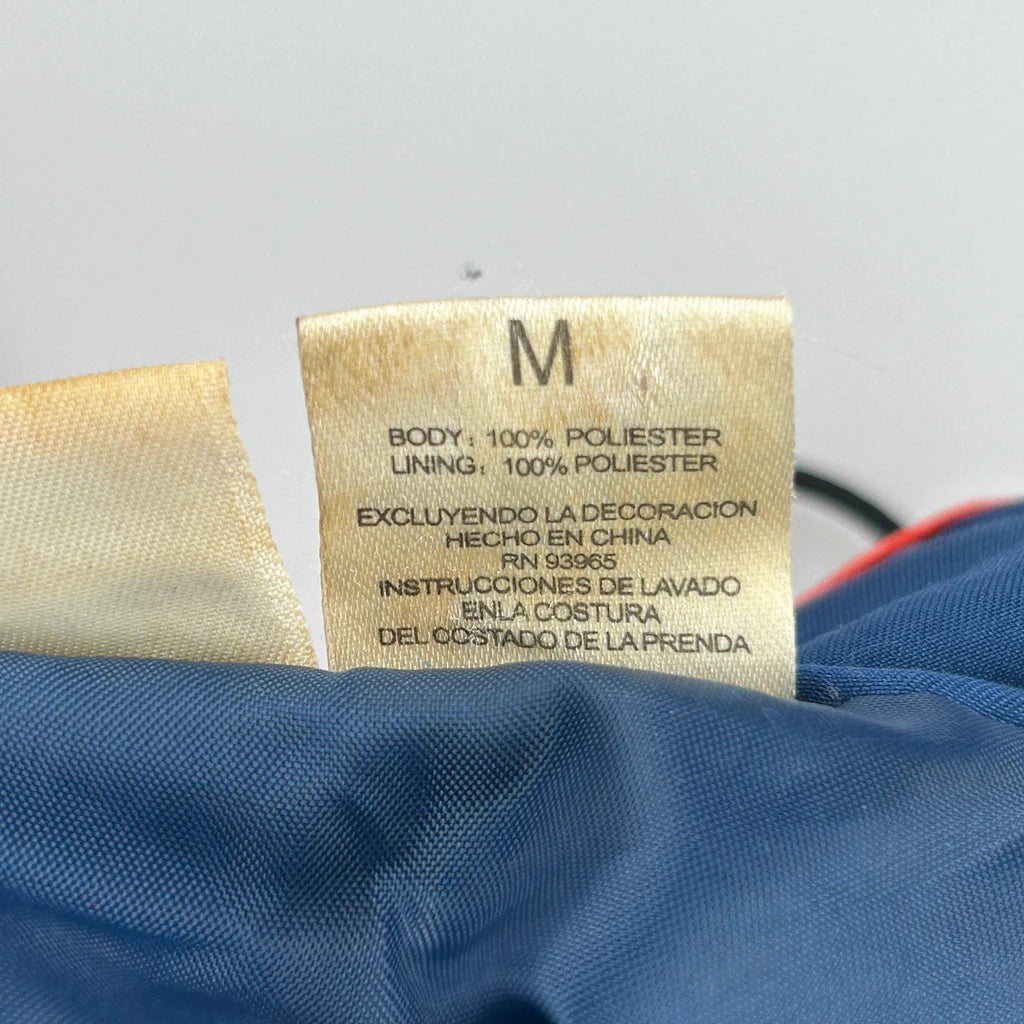 M
BODY: 100% POLIESTER
LINING: 100% POLIESTER
EXCLUYENDO LA DECORACION
HECHO EN CHINA
RN 93965
INSTRUCCIONES DE LAVADO
ENLA COSTURA
DEL COSTADO DE LA PRENDA